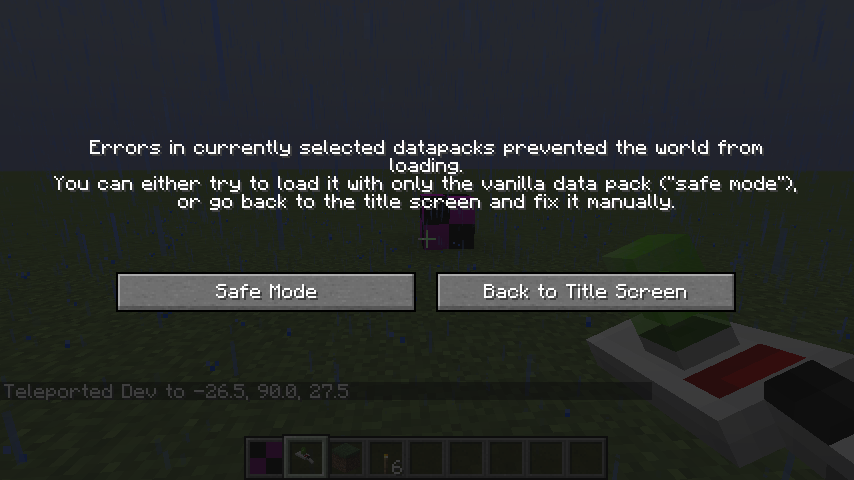 Errors in currently selected datapacks prevented the world from
loading.
You can either try to load it with only the vanilla data pack ("safe mode"),
or go back to the title screen and fix it manually.
Safe Mode
Back to Title Screen
Teleported Dev to -26.5, 90.0, 27.5
6